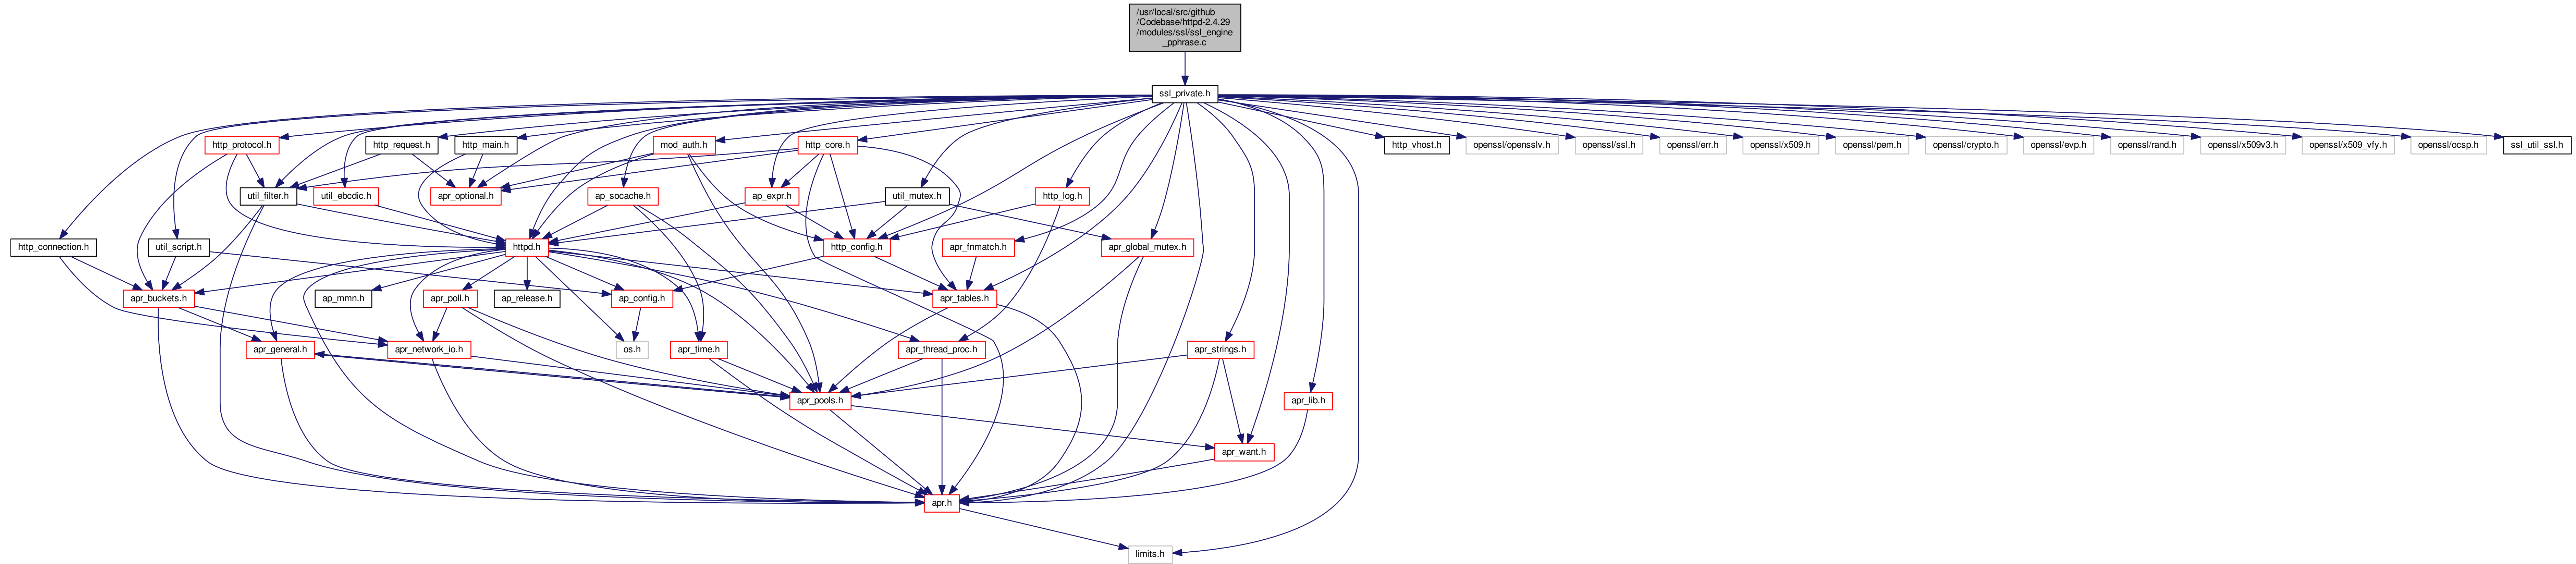 /usr/local/src/github
/Codebase/httpd-2.4.29
/modules/ssl/ssl_engine
_pphrase.c
ssl_private.h
http_protocol.h
http_request.h
http_main.h
mod_auth.h
http_core.h
http_vhost.h
openssl/opensslv.h
openssl/ssl.h
openssl/err.h
openssl/x509.h
openssl/pem.h
openssl/crypto.h
openssl/evp.h
openssl/rand.h
openssl/x509v3.h
openssl/x509_vfy.h
openssl/ocsp.h
ssl_util_ssl.h
util_filter.h
util_ebcdic.h
apr_optional.h
ap_socache.h
ap_expr.h
util_mutex.h
http_log.h
http_connection.h
util_script.h
httpd.h
http_config.h
apr_fnmatch.h
apr_global_mutex.h
apr_buckets.h
ap_mmn.h
apr_poll.h
ap_release.h
ap_config.h
apr_tables.h
apr_general.h
apr_network_io.h
os.h
apr_time.h
apr_thread_proc.h
apr_strings.h
apr_pools.h
apr_lib.h
apr_want.h
apr.h
limits.h